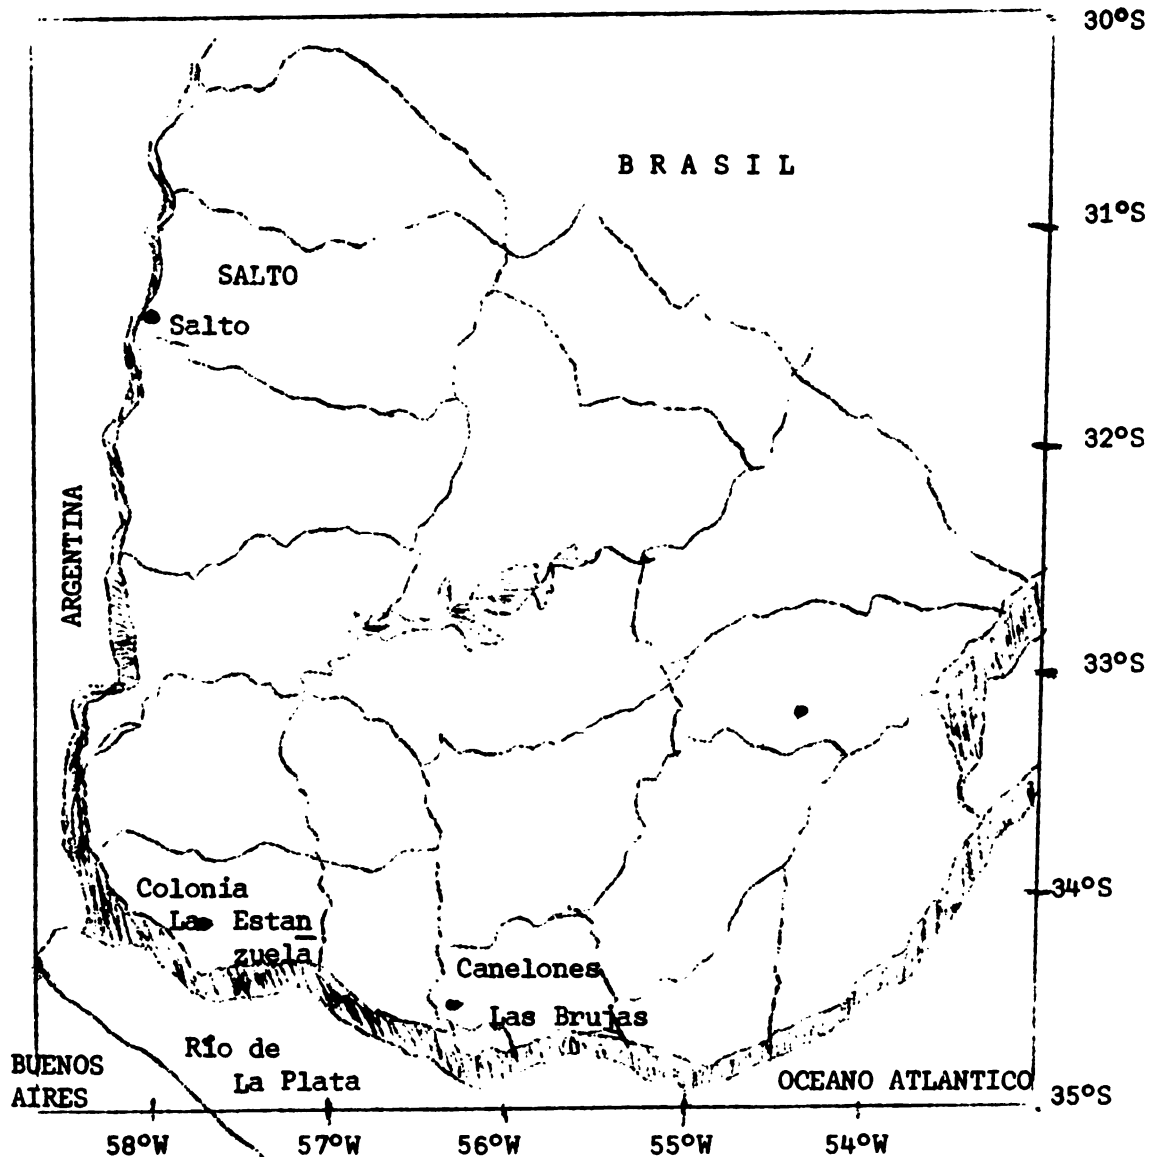 30°S
B R A S I L
31°S
SALTO
Salto
32°S
ARGENTINA
33°S
Colonia
La Estan
zuela
34°S
Canelones
Las Brujas
Río de
La Plata
BUENOS
AIRES
OCEANO ATLANTICO
35°S
58°W 57°W 56°W 55°W 54°W